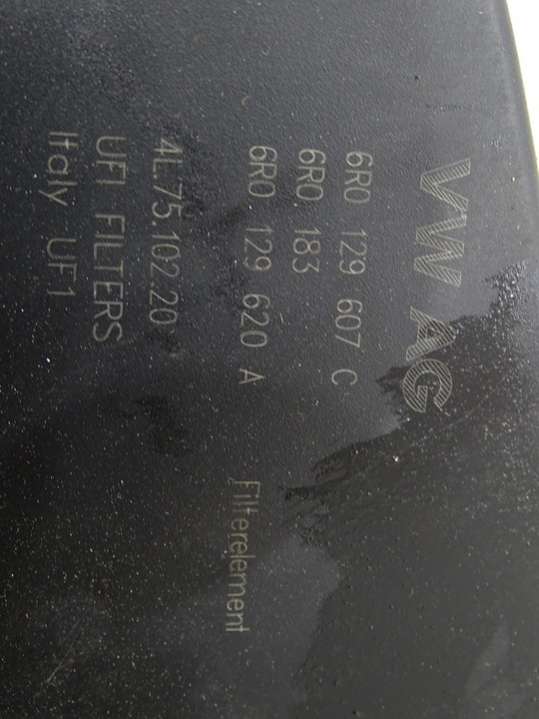 VW AG
6R0 129 607 C
6R0.183
6R0 129 620 A Filterelement
4L.75.102.20
UFI FILTERS
Italy UF1